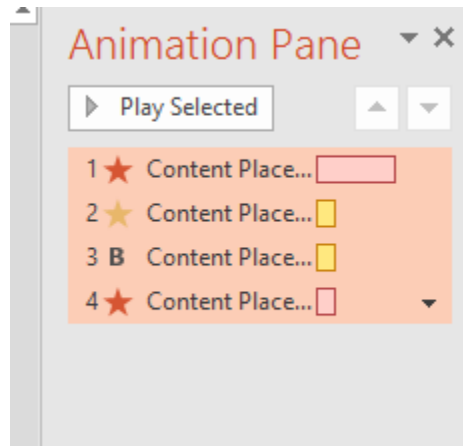 Animation Pane
Play Selected
1 Content Place...
2 Content Place...
3 B Content Place...
4 Content Place...